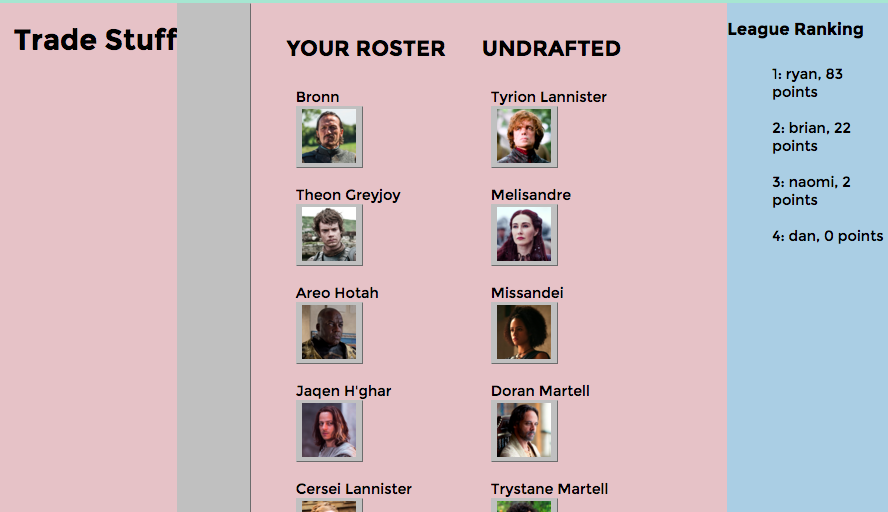 Trade Stuff
YOUR ROSTER
Bronn
Theon Greyjoy
Areo Hotah
Jaqen H'ghar
Cersei Lannister
UNDRAFTED
Tyrion Lannister
Melisandre
Missandei
Doran Martell
Trystane Martell
League Ranking
1: ryan, 83
points
2: brian, 22
points
3: naomi, 2
points
4: dan, 0 points